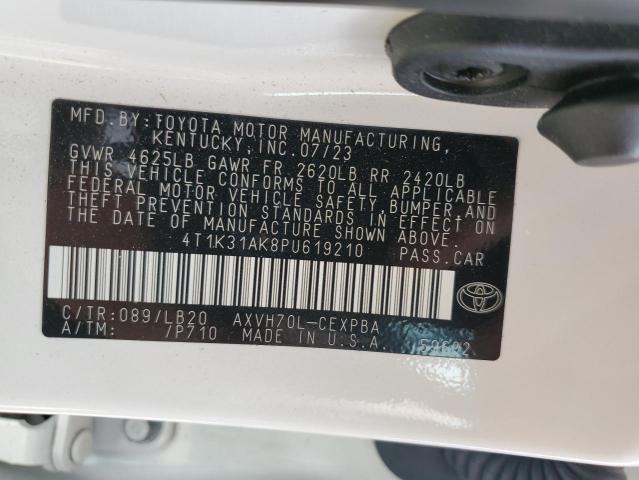 MFD. BY: TOYOTA MOTOR MANUFACTURING,
KENTUCKY, INC. 07/23
GVWR 4625LB GAWR FR 2620LB RR 2420LB
THIS VEHICLE CONFORMS TO ALL APPLICABLE
FEDERAL MOTOR VEHICLE SAFETY, BUMPER, AND
THEFT PREVENTION STANDARDS IN EFFECT ON
THE DATE OF MANUFACTURE SHOWN ABOVE.
4T1K31AK8PU619210 PASS.CAR
C/TR:089/LB20 AXVH70L-CEXPBA
A/TM: 7P710 MADE IN U.S.A